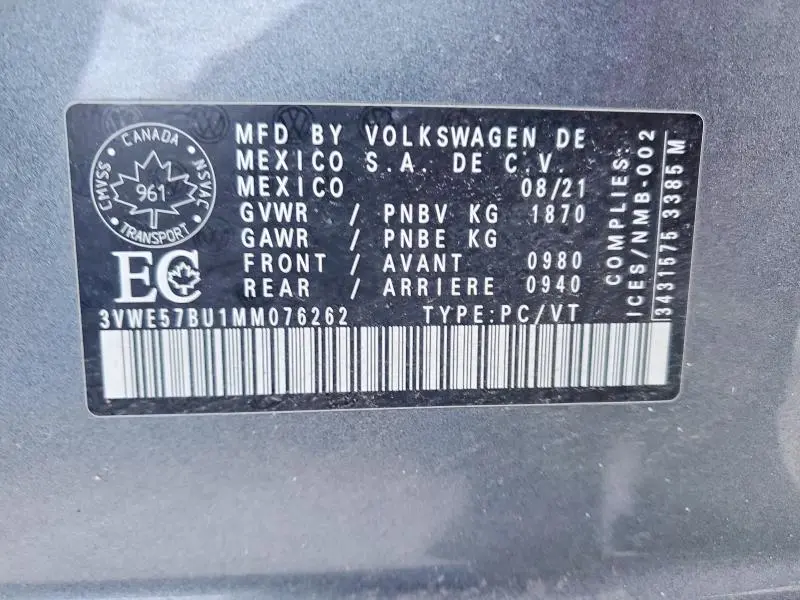 CANADA
CMVSS
NSVAC
961
TRANSPORT
EC
MFD BY VOLKSWAGEN DE
MEXICO S.A. DE C.V.
MEXICO 08/21
GVWR / PNBV KG 1870
GAWR / PNBE KG
FRONT / AVANT 0980
REAR / ARRIERE 0940
3VWE57BU1MM076262 TYPE:PC/VT
COMPLIES:
ICES/NMB-002
3431575 3385 M